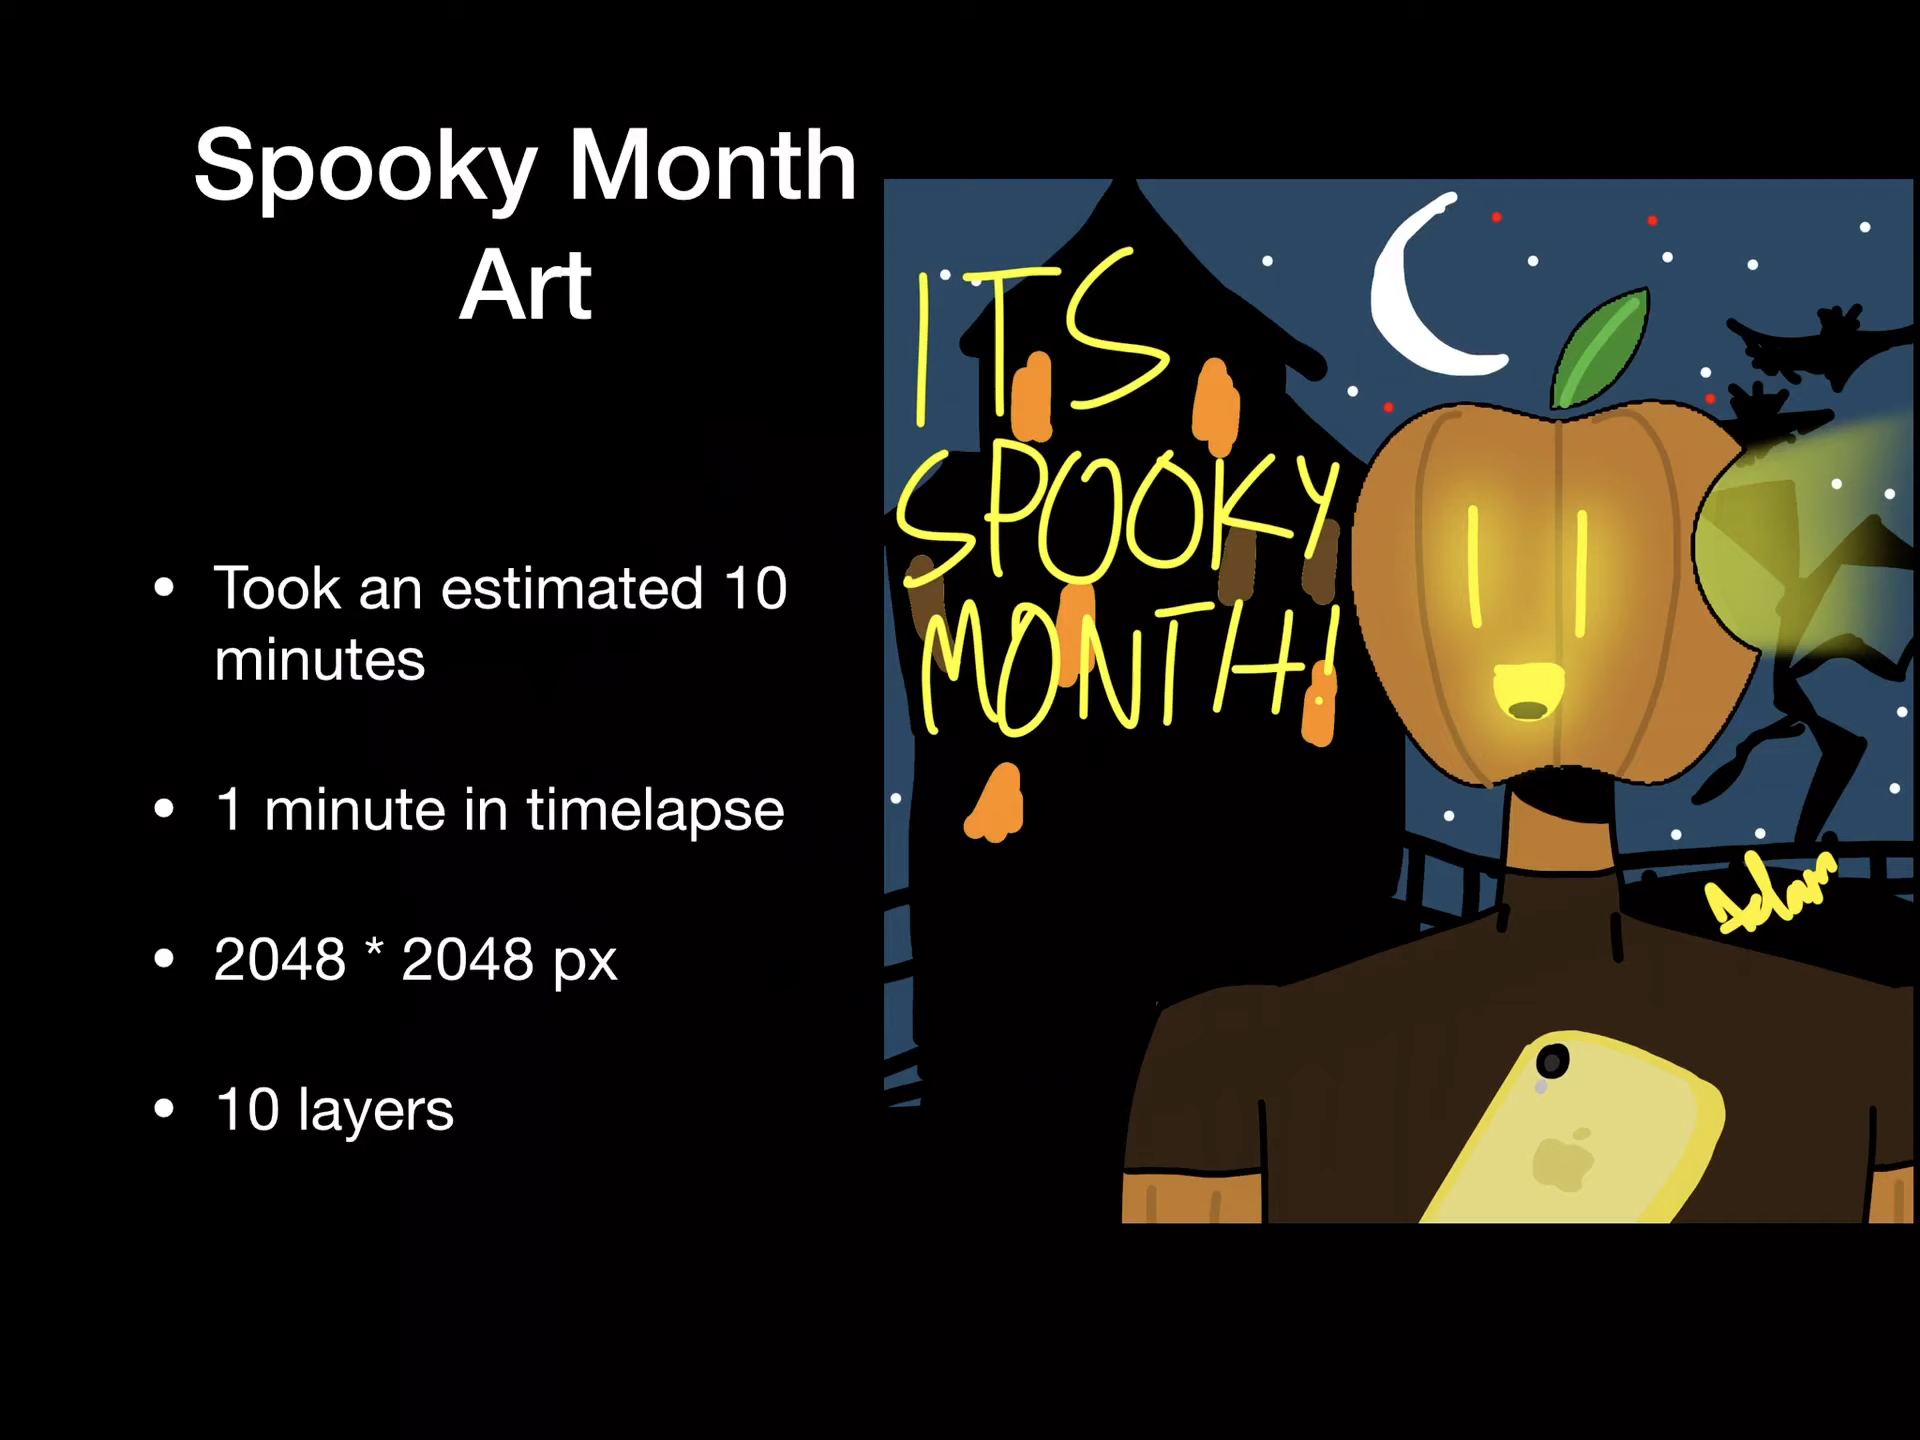 Spooky Month
Art
• Took an estimated 10
minutes
• 1 minute in timelapse
• 2048 * 2048 px
• 10 layers
ITS
SPOOKY
MONTH!
Adam